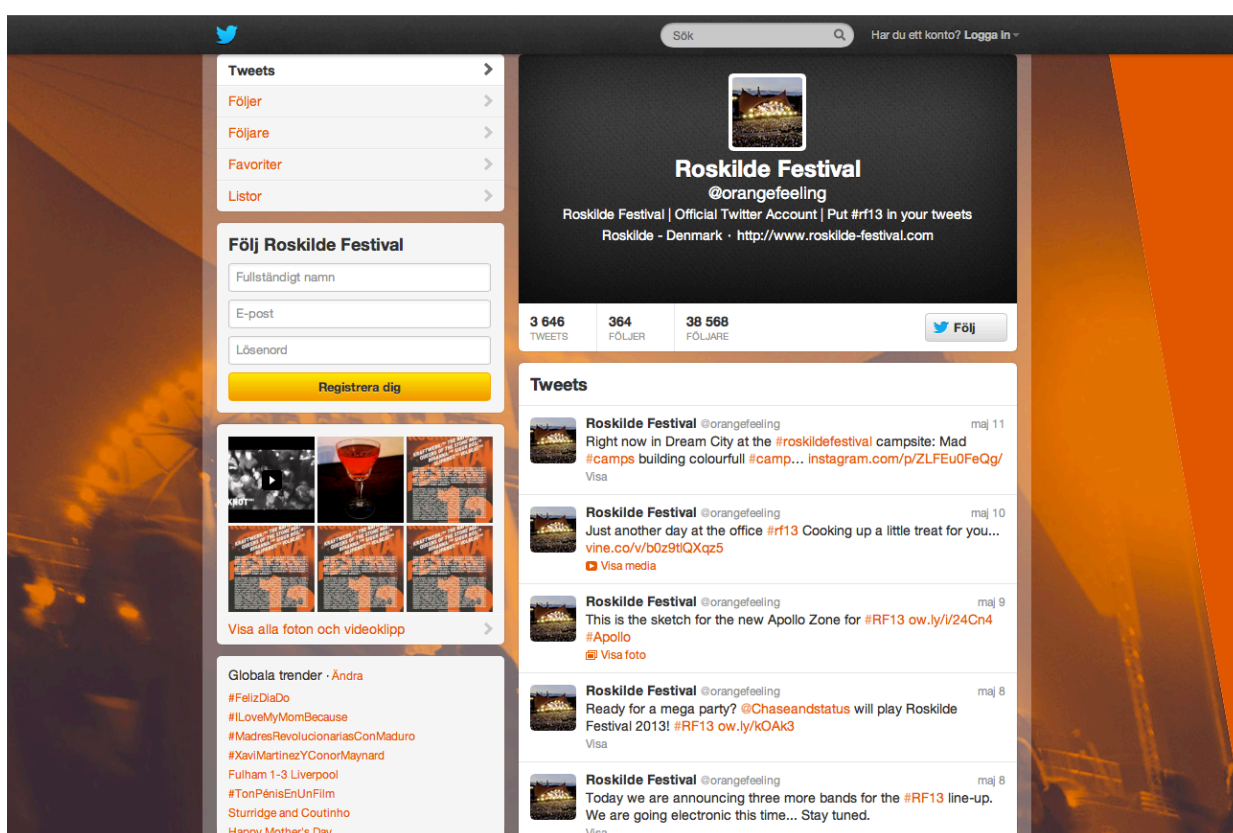 Sök
Har du ett konto? Logga in
Tweets
Följer
Följare
Favoriter
Listor
Följ Roskilde Festival
Fullständigt namn
E-post
Lösenord
Registrera dig
Visa alla foton och videoklipp
Globala trender · Ändra
#FelizDiaDo
#ILoveMyMomBecause
#MadresRevolucionariasConMaduro
#XaviMartinezYConorMaynard
Fulham 1-3 Liverpool
#TonPénisEnUnFilm
Sturridge and Coutinho
Happy Mother's Day
Roskilde Festival
@orangefeeling
Roskilde Festival | Official Twitter Account | Put #rf13 in your tweets
Roskilde - Denmark · http://www.roskilde-festival.com
3 646 364 38 568
TWEETS FÖLJER FÖLJARE
Följ
Tweets
Roskilde Festival @orangefeeling maj 11
Right now in Dream City at the #roskildefestival campsite: Mad
#camps building colourfull #camp... instagram.com/p/ZLFEu0FeQg/
Visa
Roskilde Festival @orangefeeling maj 10
Just another day at the office #rf13 Cooking up a little treat for you...
vine.co/v/b0z9tlQXqz5
Visa media
Roskilde Festival @orangefeeling maj 9
This is the sketch for the new Apollo Zone for #RF13 ow.ly/i/24Cn4
#Apollo
Visa foto
Roskilde Festival @orangefeeling maj 8
Ready for a mega party? @Chaseandstatus will play Roskilde
Festival 2013! #RF13 ow.ly/kOAk3
Visa
Roskilde Festival @orangefeeling maj 8
Today we are announcing three more bands for the #RF13 line-up.
We are going electronic this time... Stay tuned.
Visa